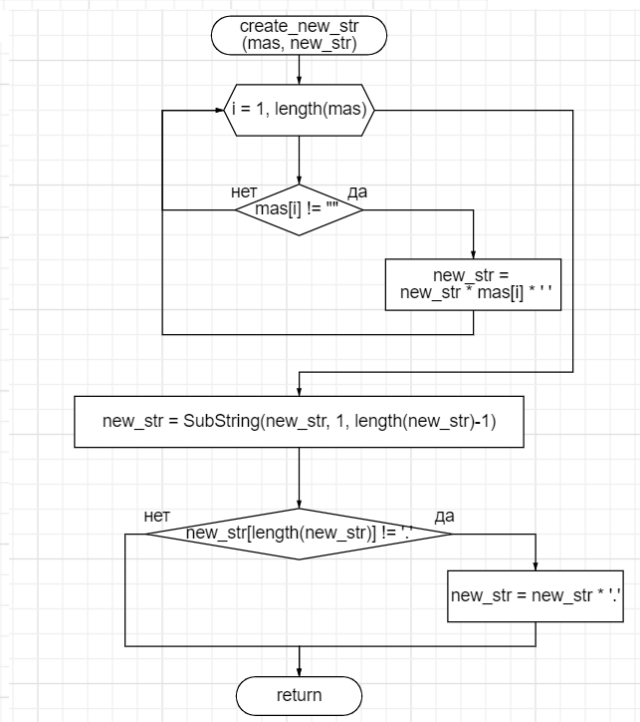 create_new_str
(mas, new_str)
i = 1, length(mas)
нет
да
mas[i] != ""
new_str =
new_str * mas[i] * ' '
new_str = SubString(new_str, 1, length(new_str)-1)
нет
да
new_str[length(new_str)] != '.'
new_str = new_str * '.'
return